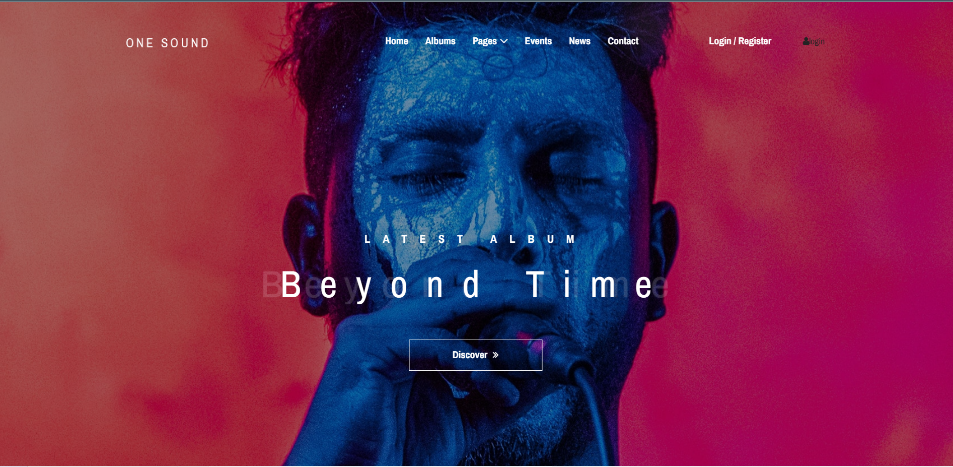 ONE SOUND
Home Albums Pages Events News Contact
Login / Register
LATEST ALBUM
Beyond Time
Discover »